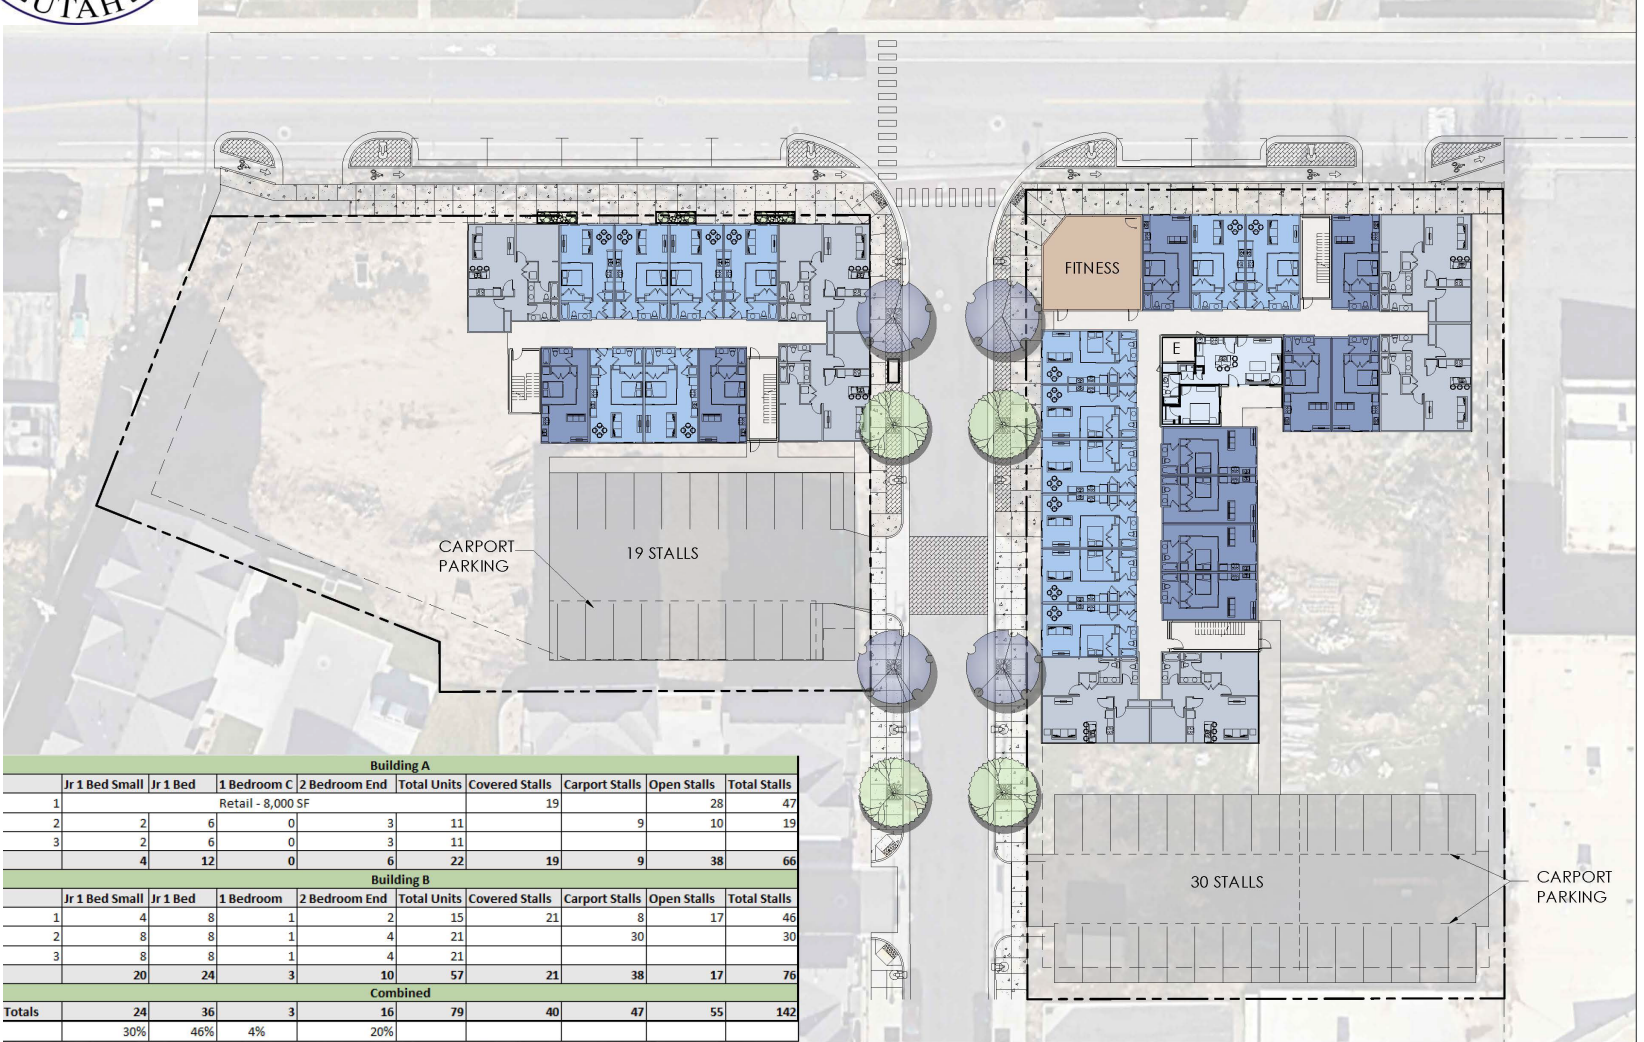 UTAH
FITNESS
E
CARPORT
PARKING
19 STALLS
30 STALLS
CARPORT
PARKING
Building A
Jr 1 Bed Small Jr 1 Bed 1 Bedroom C 2 Bedroom End Total Units Covered Stalls Carport Stalls Open Stalls Total Stalls
1 Retail - 8,000 SF 19 28 47
2 2 6 0 3 11 9 10 19
3 2 6 0 3 11
4 12 0 6 22 19 9 38 66
Building B
Jr 1 Bed Small Jr 1 Bed 1 Bedroom 2 Bedroom End Total Units Covered Stalls Carport Stalls Open Stalls Total Stalls
1 4 8 1 2 15 21 8 17 46
2 8 8 1 4 21 30 30
3 8 8 1 4 21
20 24 3 10 57 21 38 17 76
Combined
Totals 24 36 3 16 79 40 47 55 142
30% 46% 4% 20%